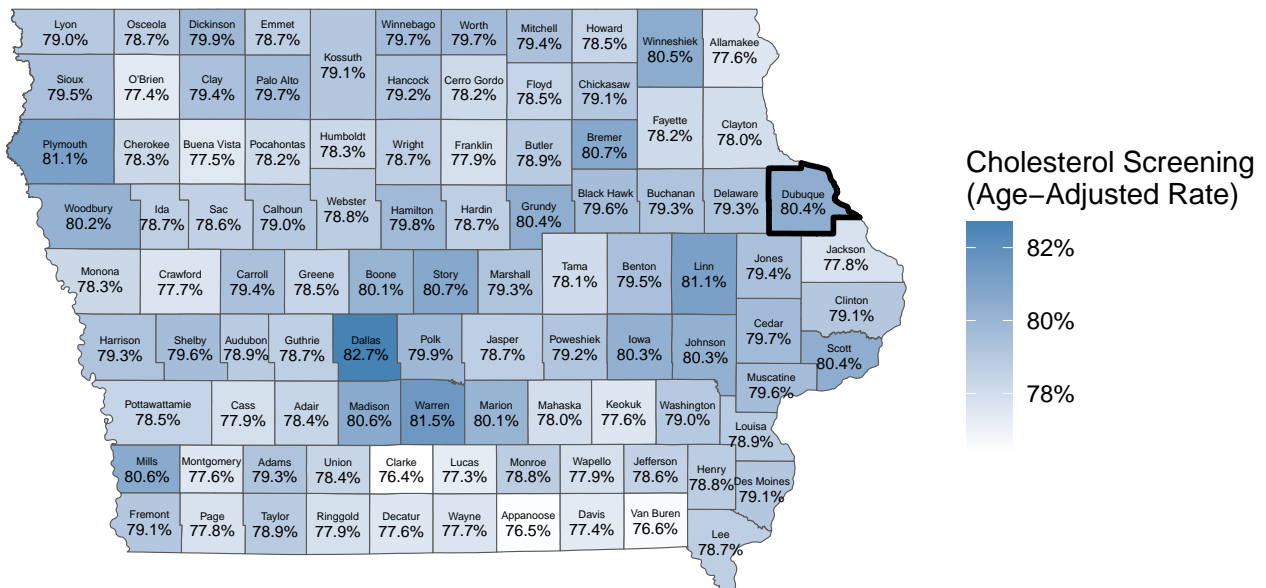 Lyon
79.0%
Osceola
78.7%
Dickinson
79.9%
Emmet
78.7%
Kossuth
79.1%
Winnebago
79.7%
Worth
79.7%
Mitchell
79.4%
Howard
78.5%
Winneshiek
80.5%
Allamakee
77.6%
Sioux
79.5%
O'Brien
77.4%
Clay
79.4%
Palo Alto
79.7%
Hancock
79.2%
Cerro Gordo
78.2%
Floyd
78.5%
Chickasaw
79.1%
Fayette
78.2%
Clayton
78.0%
Plymouth
81.1%
Cherokee
78.3%
Buena Vista
77.5%
Pocahontas
78.2%
Humboldt
78.3%
Wright
78.7%
Franklin
77.9%
Butler
78.9%
Bremer
80.7%
Woodbury
80.2%
Ida
78.7%
Sac
78.6%
Calhoun
79.0%
Webster
78.8%
Hamilton
79.8%
Hardin
78.7%
Grundy
80.4%
Black Hawk
79.6%
Buchanan
79.3%
Delaware
79.3%
Dubuque
80.4%
Monona
78.3%
Crawford
77.7%
Carroll
79.4%
Greene
78.5%
Boone
80.1%
Story
80.7%
Marshall
79.3%
Tama
78.1%
Benton
79.5%
Linn
81.1%
Jones
79.4%
Jackson
77.8%
Clinton
79.1%
Harrison
79.3%
Shelby
79.6%
Audubon
78.9%
Guthrie
78.7%
Dallas
82.7%
Polk
79.9%
Jasper
78.7%
Poweshiek
79.2%
Iowa
80.3%
Johnson
80.3%
Cedar
79.7%
Scott
80.4%
Muscatine
79.6%
Pottawattamie
78.5%
Cass
77.9%
Adair
78.4%
Madison
80.6%
Warren
81.5%
Marion
80.1%
Mahaska
78.0%
Keokuk
77.6%
Washington
79.0%
Louisa
78.9%
Mills
80.6%
Montgomery
77.6%
Adams
79.3%
Union
78.4%
Clarke
76.4%
Lucas
77.3%
Monroe
78.8%
Wapello
77.9%
Jefferson
78.6%
Henry
78.8%
Des Moines
79.1%
Fremont
79.1%
Page
77.8%
Taylor
78.9%
Ringgold
77.9%
Decatur
77.6%
Wayne
77.7%
Appanoose
76.5%
Davis
77.4%
Van Buren
76.6%
Lee
78.7%
Cholesterol Screening
(Age−Adjusted Rate)
82%
80%
78%